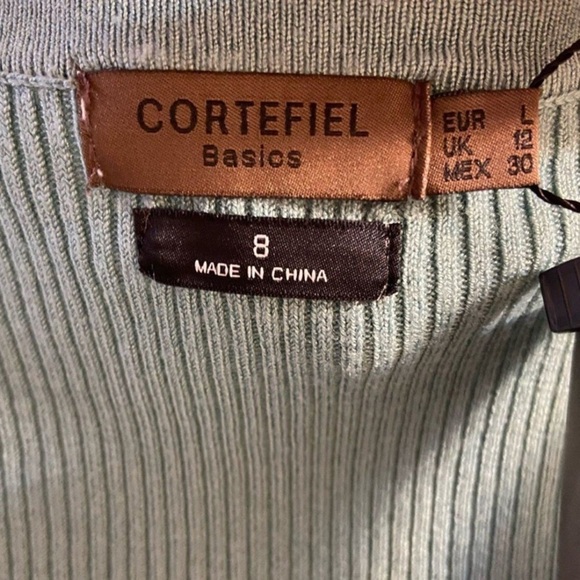 CORTEFIEL
Basics
EUR L
UK 12
MEX 30
8
MADE IN CHINA